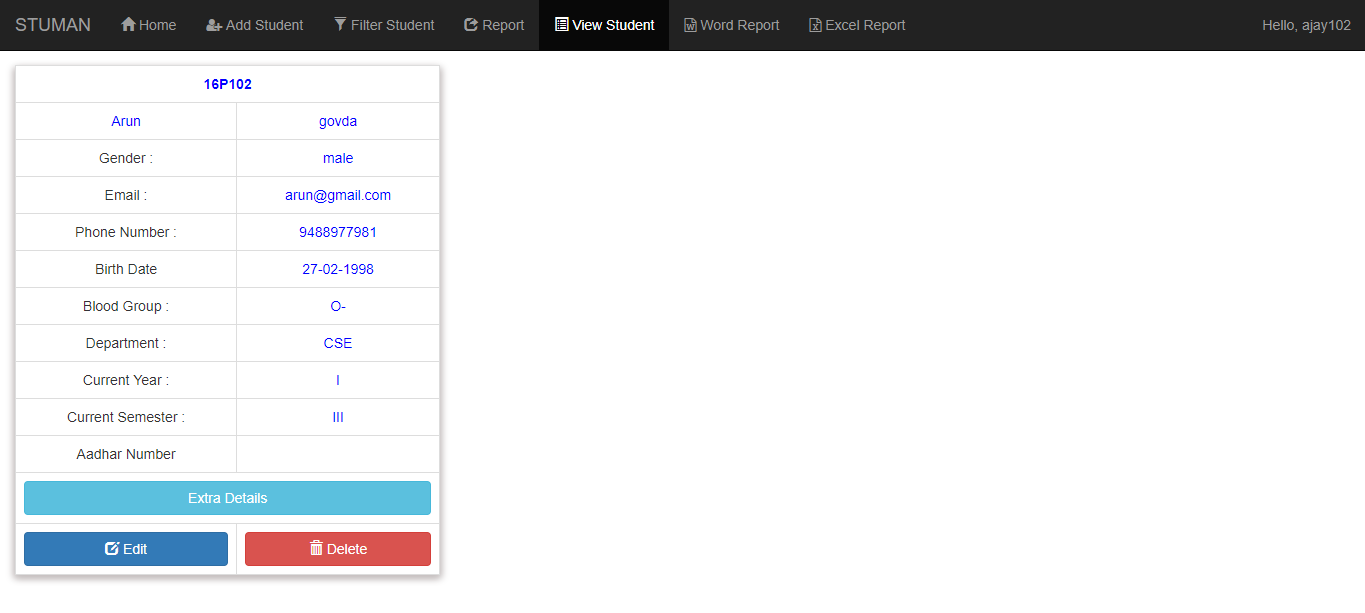 STUMAN Home Add Student Filter Student Report View Student Word Report Excel Report Hello, ajay102
16P102
Arun govda
Gender : male
Email : arun@gmail.com
Phone Number : 9488977981
Birth Date 27-02-1998
Blood Group : O-
Department : CSE
Current Year : I
Current Semester : III
Aadhar Number
Extra Details
Edit Delete